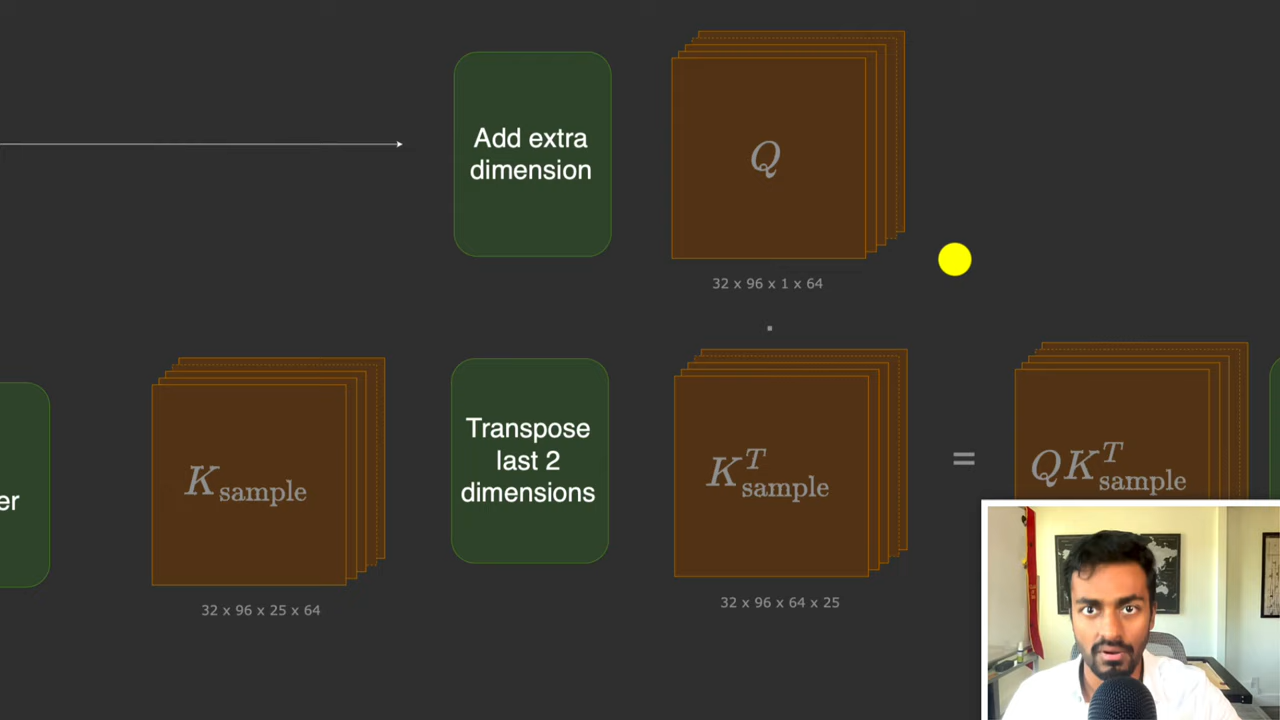 Add extra
dimension
Q
32 x 96 x 1 x 64
.
er
K sample
32 x 96 x 25 x 64
Transpose
last 2
dimensions
K^T sample
32 x 96 x 64 x 25
=
QK^T sample